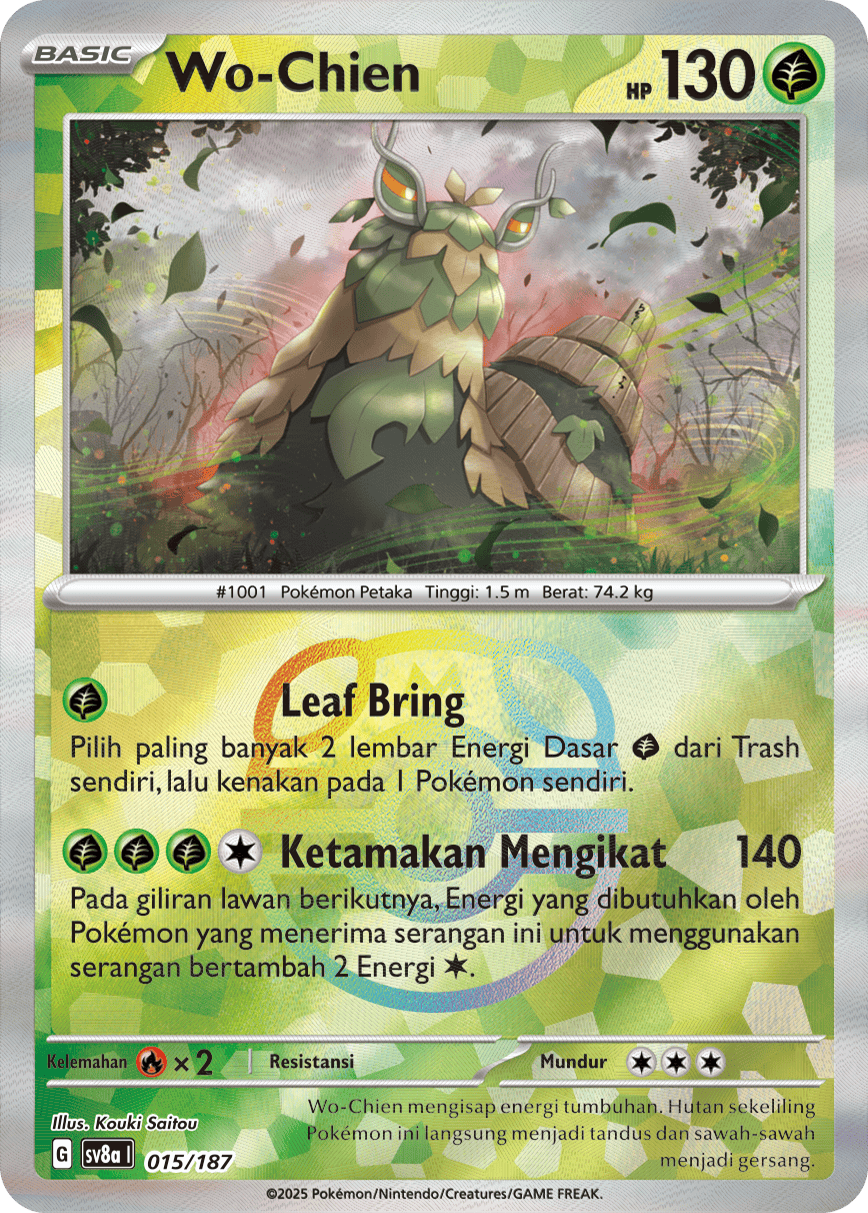 BASIC
Wo-Chien
HP 130
#1001 Pokémon Petaka Tinggi: 1.5 m Berat: 74.2 kg
Leaf Bring
Pilih paling banyak 2 lembar Energi Dasar dari Trash
sendiri, lalu kenakan pada 1 Pokémon sendiri.
Ketamakan Mengikat 140
Pada giliran lawan berikutnya, Energi yang dibutuhkan oleh
Pokémon yang menerima serangan ini untuk menggunakan
serangan bertambah 2 Energi .
Kelemahan ×2 Resistansi Mundur
Illus. Kouki Saitou
Wo-Chien mengisap energi tumbuhan. Hutan sekeliling
Pokémon ini langsung menjadi tandus dan sawah-sawah
menjadi gersang.
G sv8a I 015/187
©2025 Pokémon/Nintendo/Creatures/GAME FREAK.